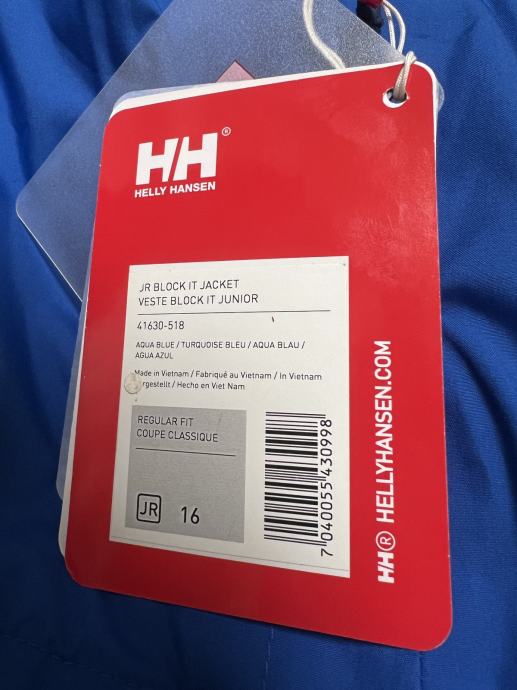 HH®
HELLY HANSEN
JR BLOCK IT JACKET
VESTE BLOCK IT JUNIOR
41630-518
AQUA BLUE / TURQUOISE BLEU / AQUA BLAU /
AGUA AZUL
Made in Vietnam / Fabriqué au Vietnam / In Vietnam
rgestellt / Hecho en Viet Nam
REGULAR FIT
COUPE CLASSIQUE
JR 16
7 040055 430998
HH® HELLYHANSEN.COM